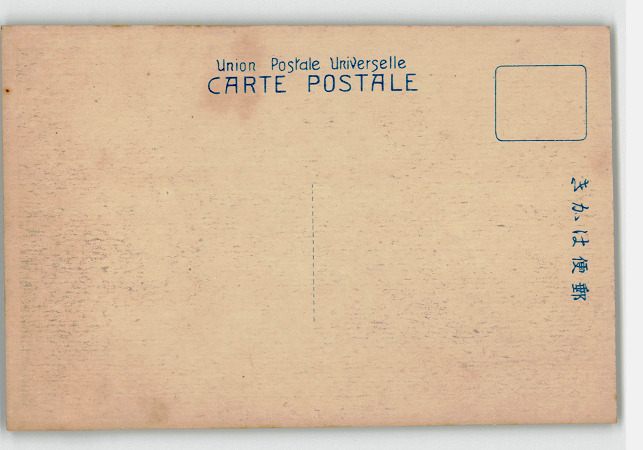 Union Postale Universelle
CARTE POSTALE
郵便はかき